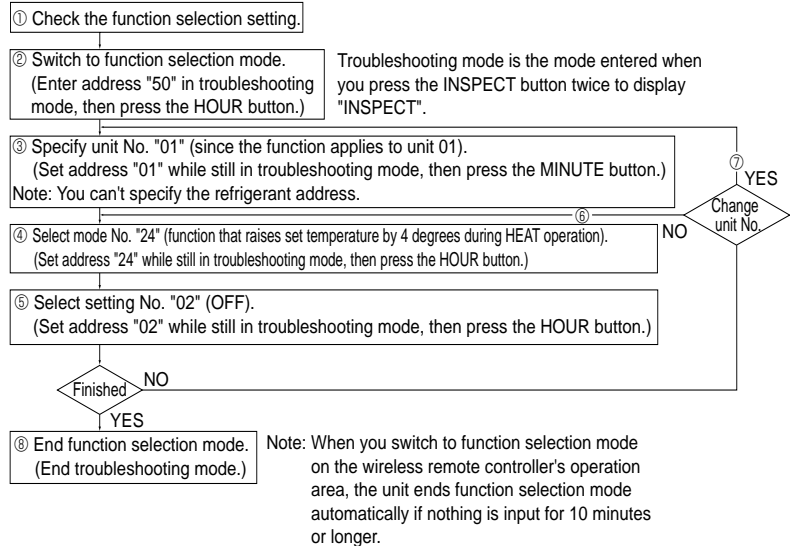 ① Check the function selection setting.
② Switch to function selection mode.
(Enter address "50" in troubleshooting
mode, then press the HOUR button.)
Troubleshooting mode is the mode entered when
you press the INSPECT button twice to display
"INSPECT".
③ Specify unit No. "01" (since the function applies to unit 01).
(Set address "01" while still in troubleshooting mode, then press the MINUTE button.)
Note: You can't specify the refrigerant address.
⑦
YES
Change
unit No.
⑥
NO
④ Select mode No. "24" (function that raises set temperature by 4 degrees during HEAT operation).
(Set address "24" while still in troubleshooting mode, then press the HOUR button.)
⑤ Select setting No. "02" (OFF).
(Set address "02" while still in troubleshooting mode, then press the HOUR button.)
Finished
NO
YES
⑧ End function selection mode.
(End troubleshooting mode.)
Note: When you switch to function selection mode
on the wireless remote controller's operation
area, the unit ends function selection mode
automatically if nothing is input for 10 minutes
or longer.